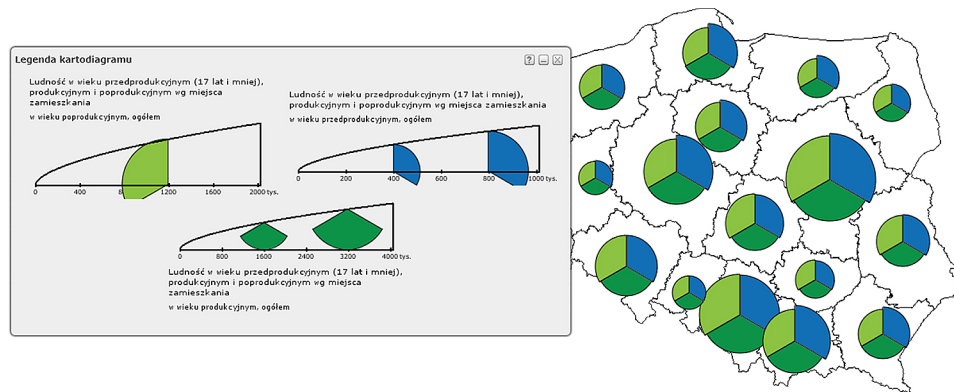 Legenda kartodiagramu
Ludność w wieku przedprodukcyjnym (17 lat i mniej),
produkcyjnym i poprodukcyjnym wg miejsca
zamieszkania
w wieku poprodukcyjnym, ogółem
0 400 800 1200 1600 2000 tys.
Ludność w wieku przedprodukcyjnym (17 lat i mniej),
produkcyjnym i poprodukcyjnym wg miejsca zamieszkania
w wieku przedprodukcyjnym, ogółem
0 200 400 600 800 1000 tys.
0 800 1600 2400 3200 4000 tys.
Ludność w wieku przedprodukcyjnym (17 lat i mniej),
produkcyjnym i poprodukcyjnym wg miejsca
zamieszkania
w wieku produkcyjnym, ogółem